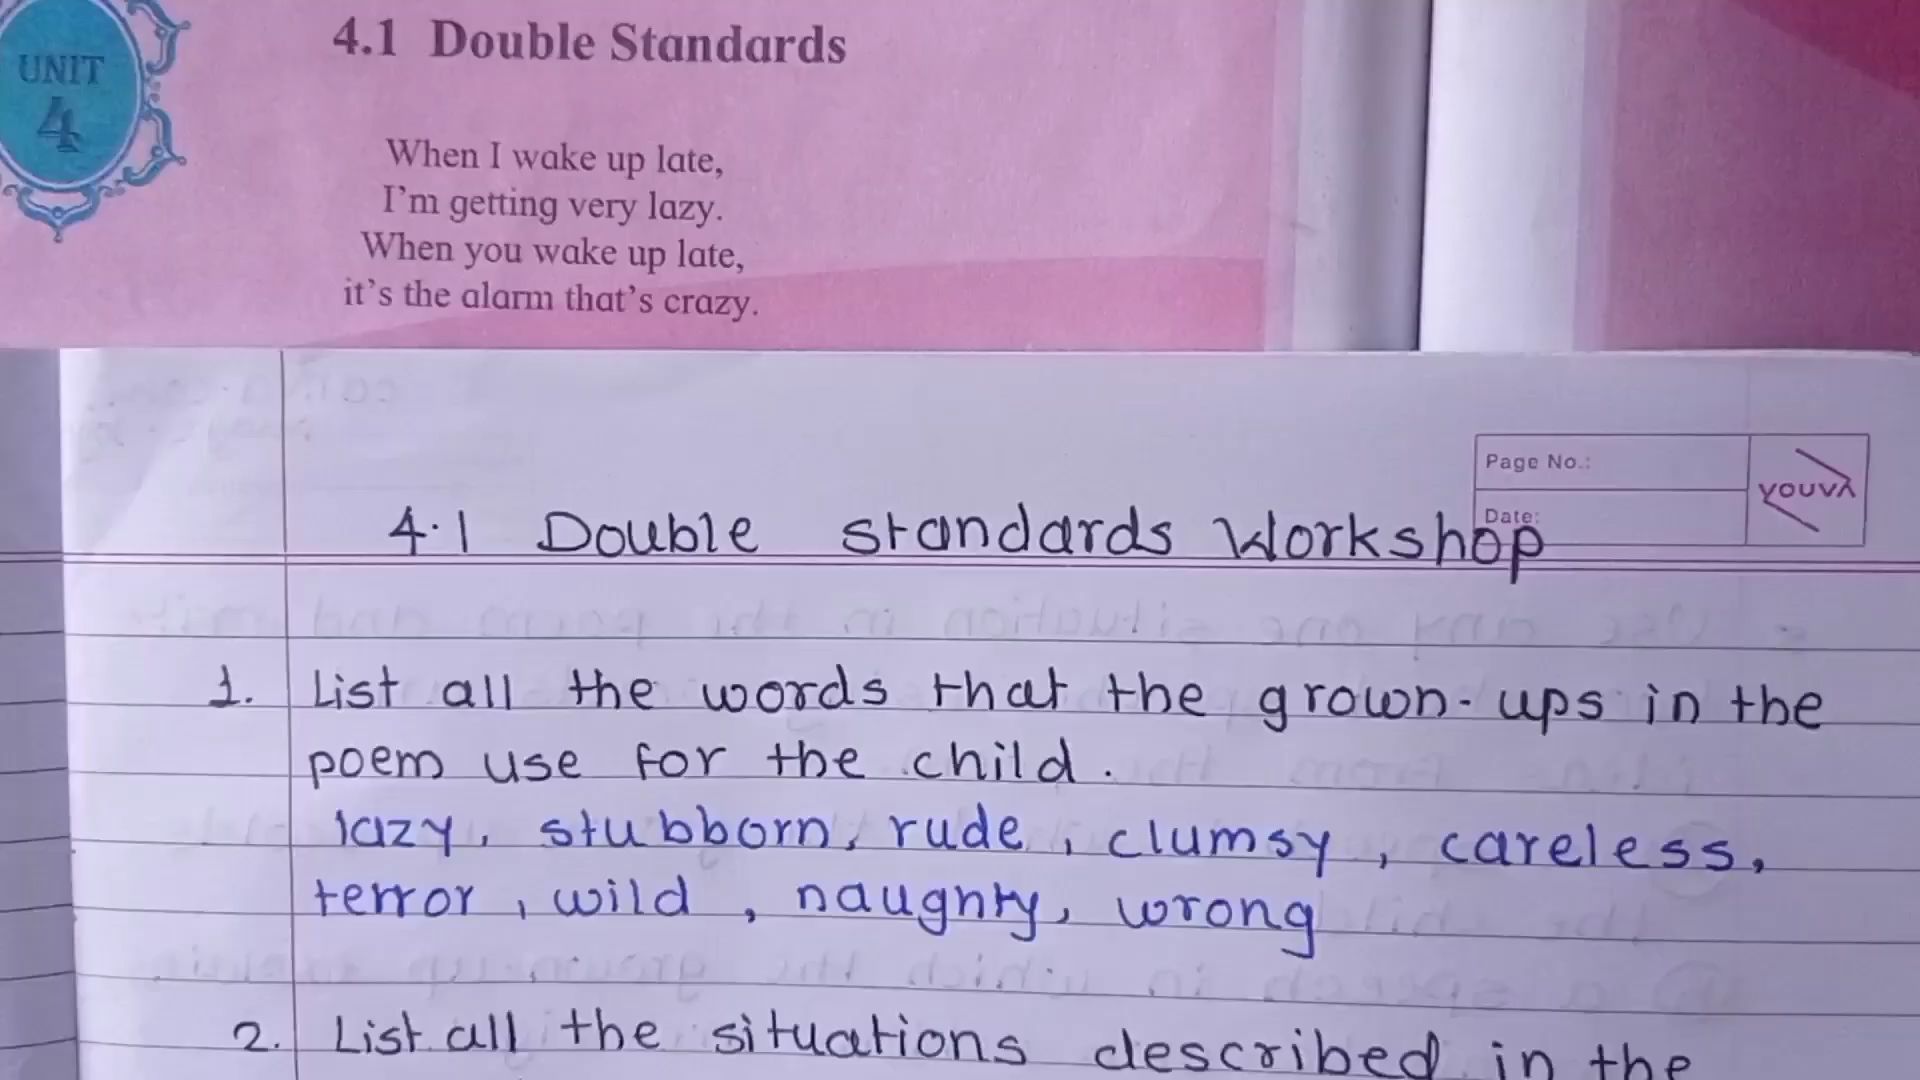 UNIT
4
4.1 Double Standards
When I wake up late,
I'm getting very lazy.
When you wake up late,
it's the alarm that's crazy.
Page No.:
Date:
youva
4.1 Double standards Workshop
1. List all the words that the grown-ups in the
poem use for the child.
lazy, stubborn, rude, clumsy, careless,
terror, wild, naughty, wrong
2. List all the situations described in the